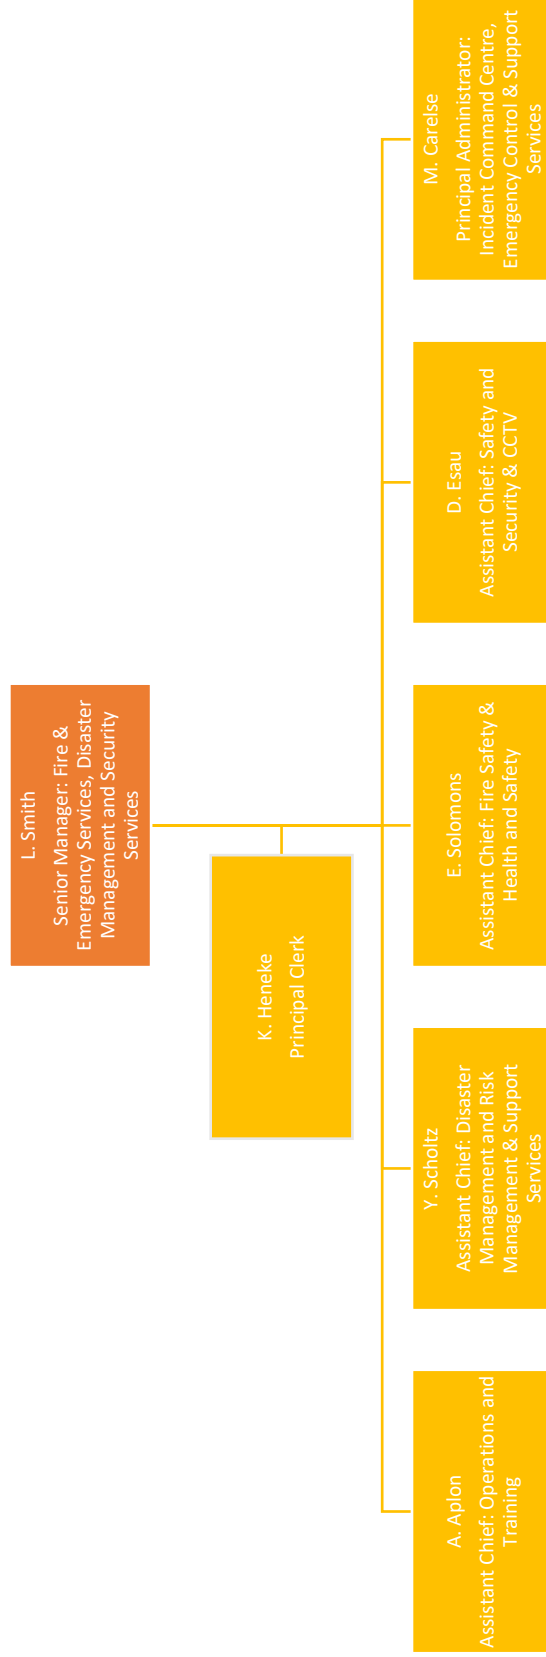 L. Smith
Senior Manager: Fire &
Emergency Services, Disaster
Management and Security
Services
K. Heneke
Principal Clerk
A. Aplon
Assistant Chief: Operations and
Training
Y. Scholtz
Assistant Chief: Disaster
Management and Risk
Management & Support
Services
E. Solomons
Assistant Chief: Fire Safety &
Health and Safety
D. Esau
Assistant Chief: Safety and
Security & CCTV
M. Carelse
Principal Administrator:
Incident Command Centre,
Emergency Control & Support
Services